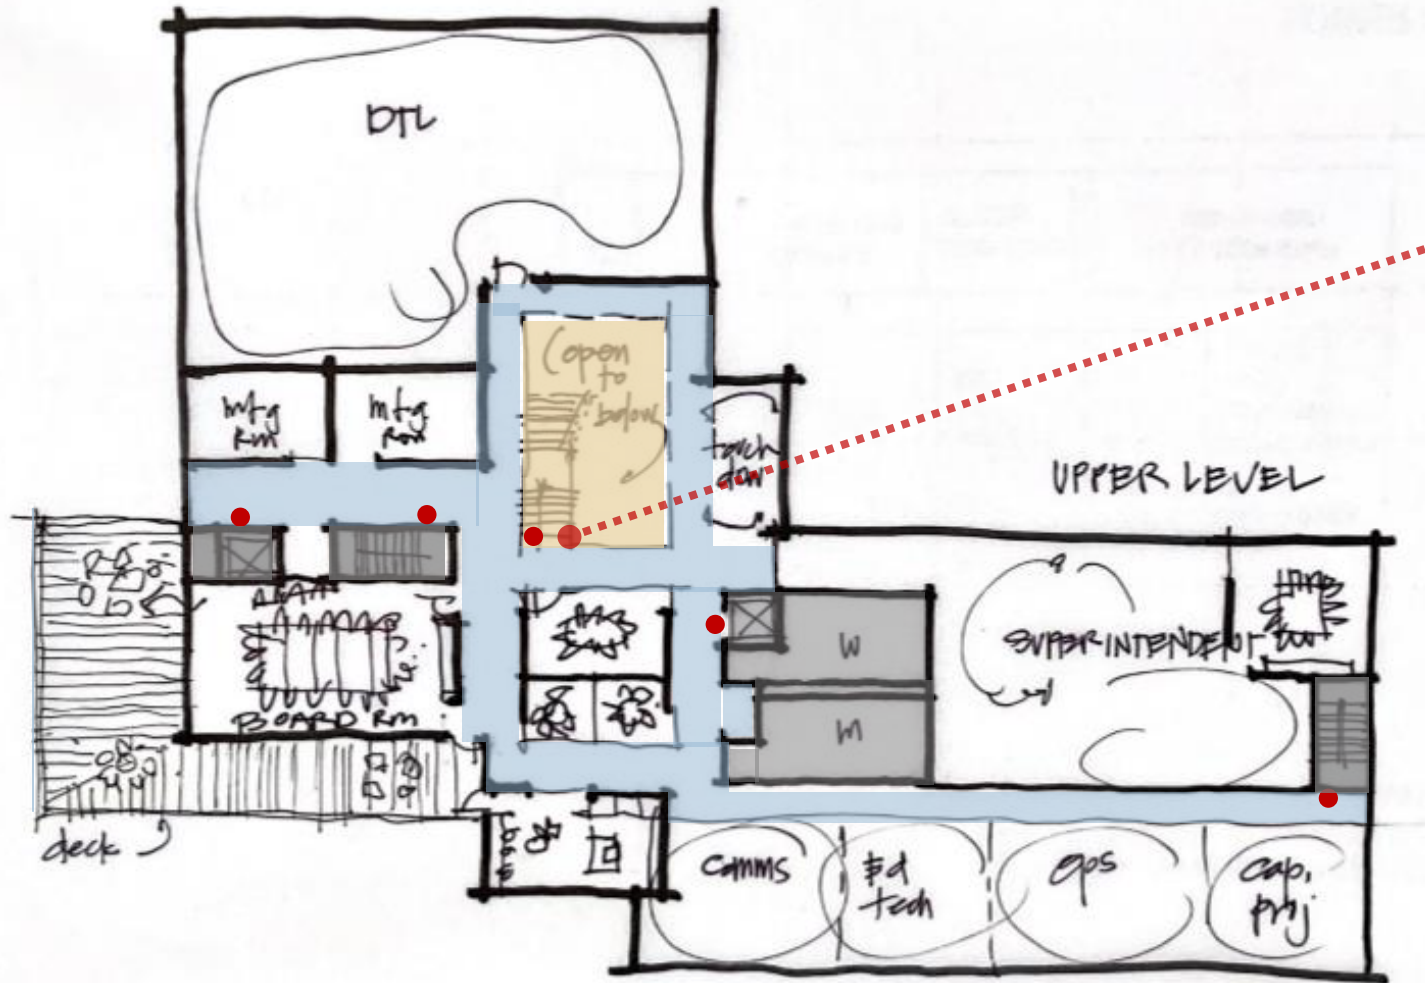 DTL
(open
to
below)
mtg
Rm
mtg
Rm
touch
dow
UPPER LEVEL
W
SUPERINTENDENT
M
BOARD RM
deck
Comms
Ed
tech
Ops
Cap.
proj